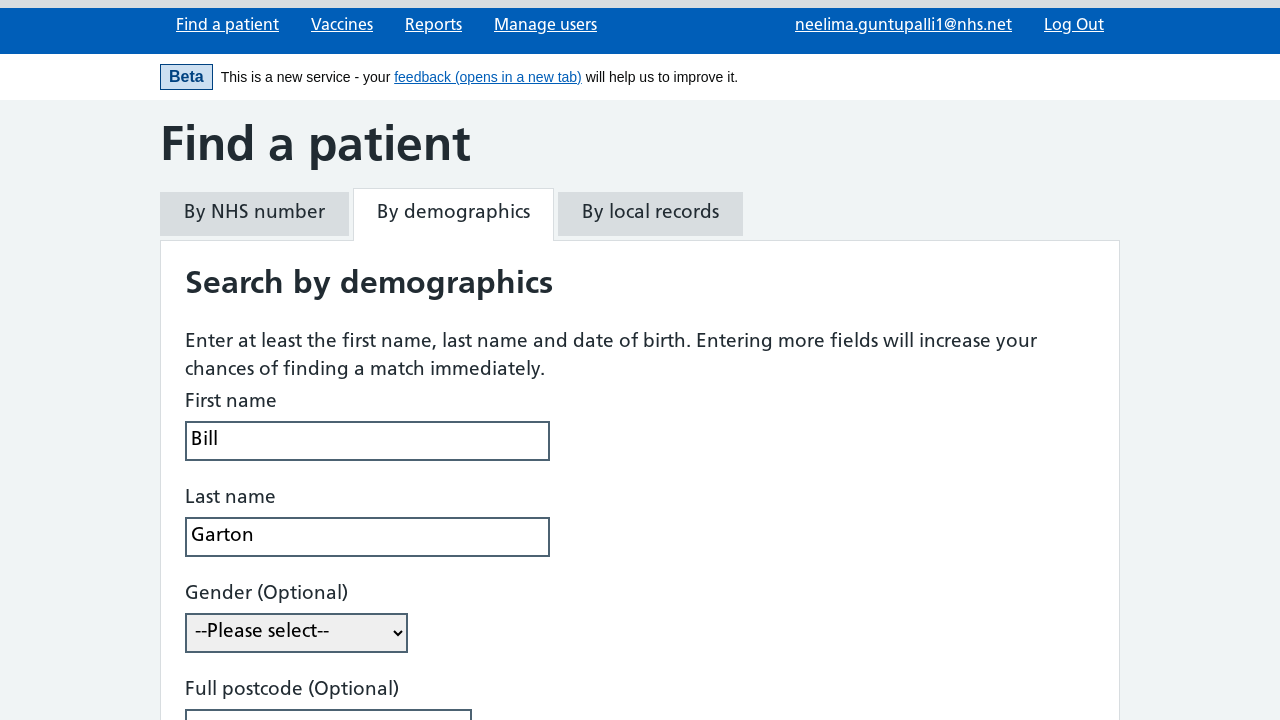 Find a patient Vaccines Reports Manage users neelima.guntupalli1@nhs.net Log Out
Beta This is a new service - your feedback (opens in a new tab) will help us to improve it.
Find a patient
By NHS number By demographics By local records
Search by demographics
Enter at least the first name, last name and date of birth. Entering more fields will increase your
chances of finding a match immediately.
First name
Bill
Last name
Garton
Gender (Optional)
--Please select--
Full postcode (Optional)